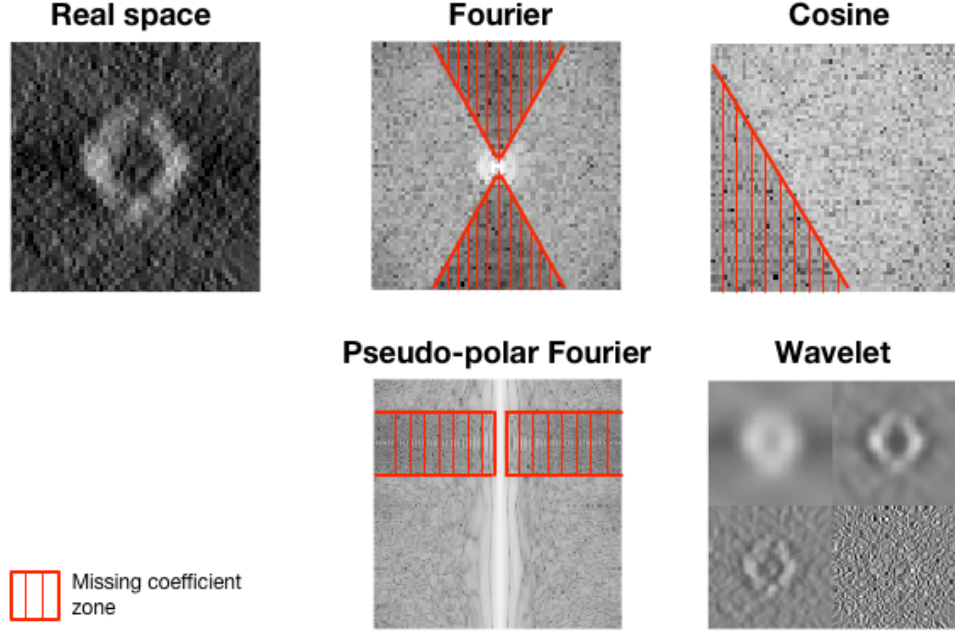 Real space
Fourier
Cosine
Pseudo-polar Fourier
Wavelet
Missing coefficient
zone